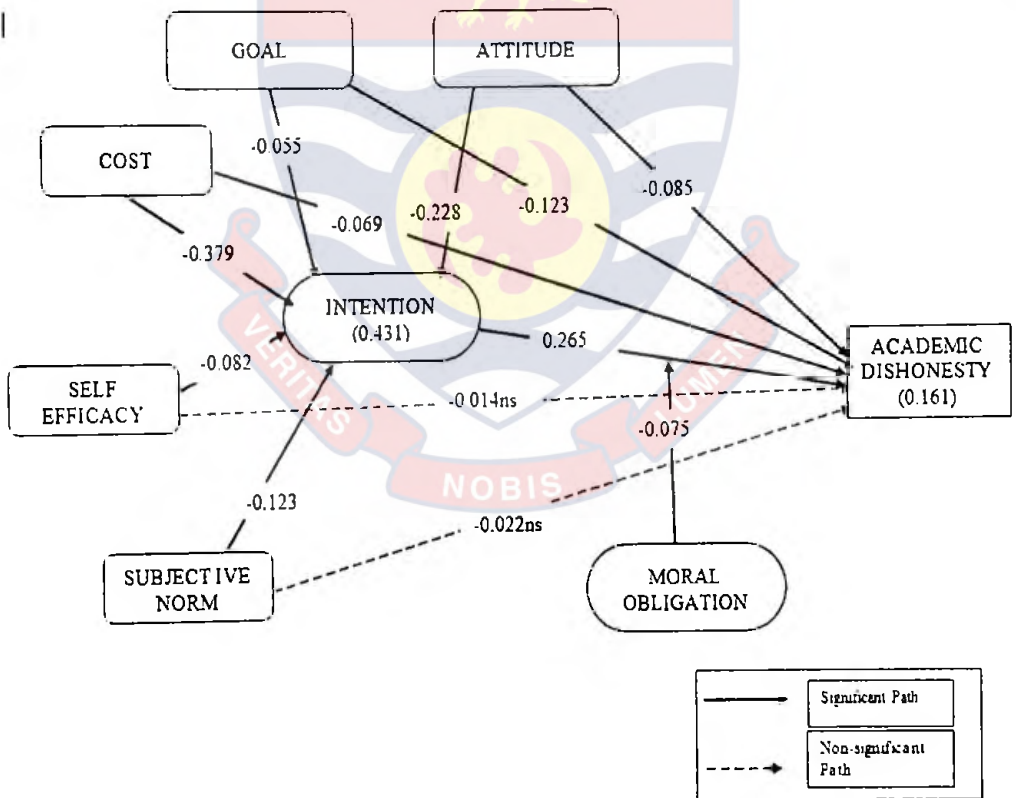 GOAL
ATTITUDE
-0.055
COST
-0.085
-0.123
-0.228
-0.069
-0.379
INTENTION
(0.431)
0.265
ACADEMIC
DISHONESTY
(0.161)
-0.082
SELF
EFFICACY
-0.014ns
-0.075
VERITAS
NOBIS
LUMEN
-0.123
-0.022ns
SUBJECTIVE
NORM
MORAL
OBLIGATION
Significant Path
Non-significant
Path